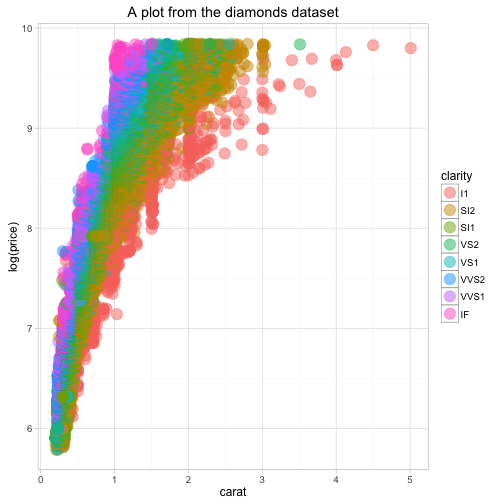 A plot from the diamonds dataset
10
9
8
7
6
log(price)
0
1
2
3
4
5
carat
clarity
I1
SI2
SI1
VS2
VS1
VVS2
VVS1
IF